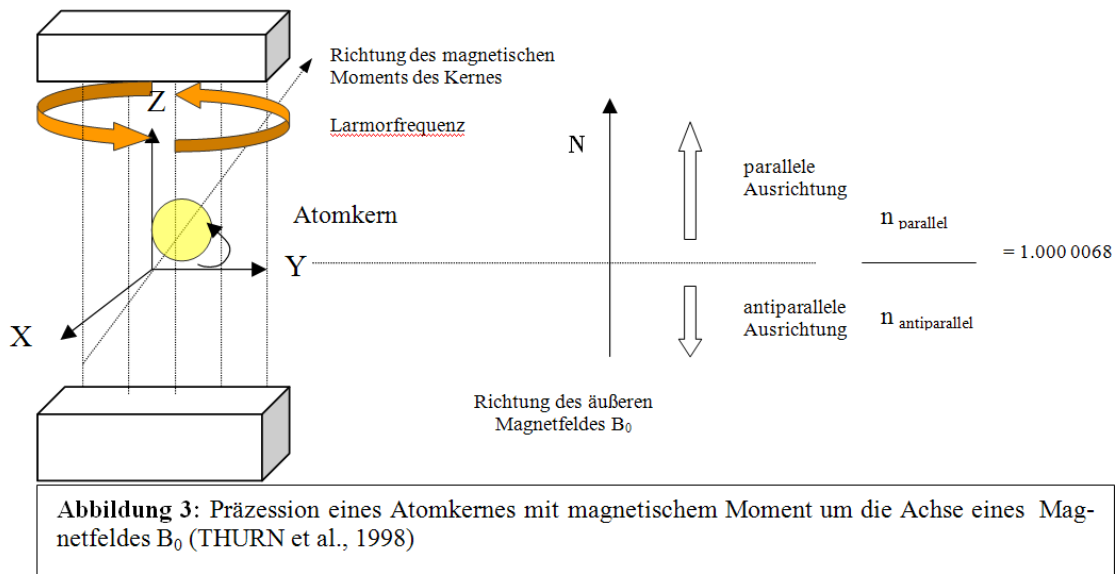 Richtung des magnetischen
Moments des Kernes
Z
Larmorfrequenz
N
parallele
Ausrichtung
Atomkern
n parallel
Y
= 1.000 0068
antiparallele
Ausrichtung
n antiparallel
X
Richtung des äußeren
Magnetfeldes B₀
Abbildung 3: Präzession eines Atomkernes mit magnetischem Moment um die Achse eines Mag-
netfeldes B₀ (THURN et al., 1998)